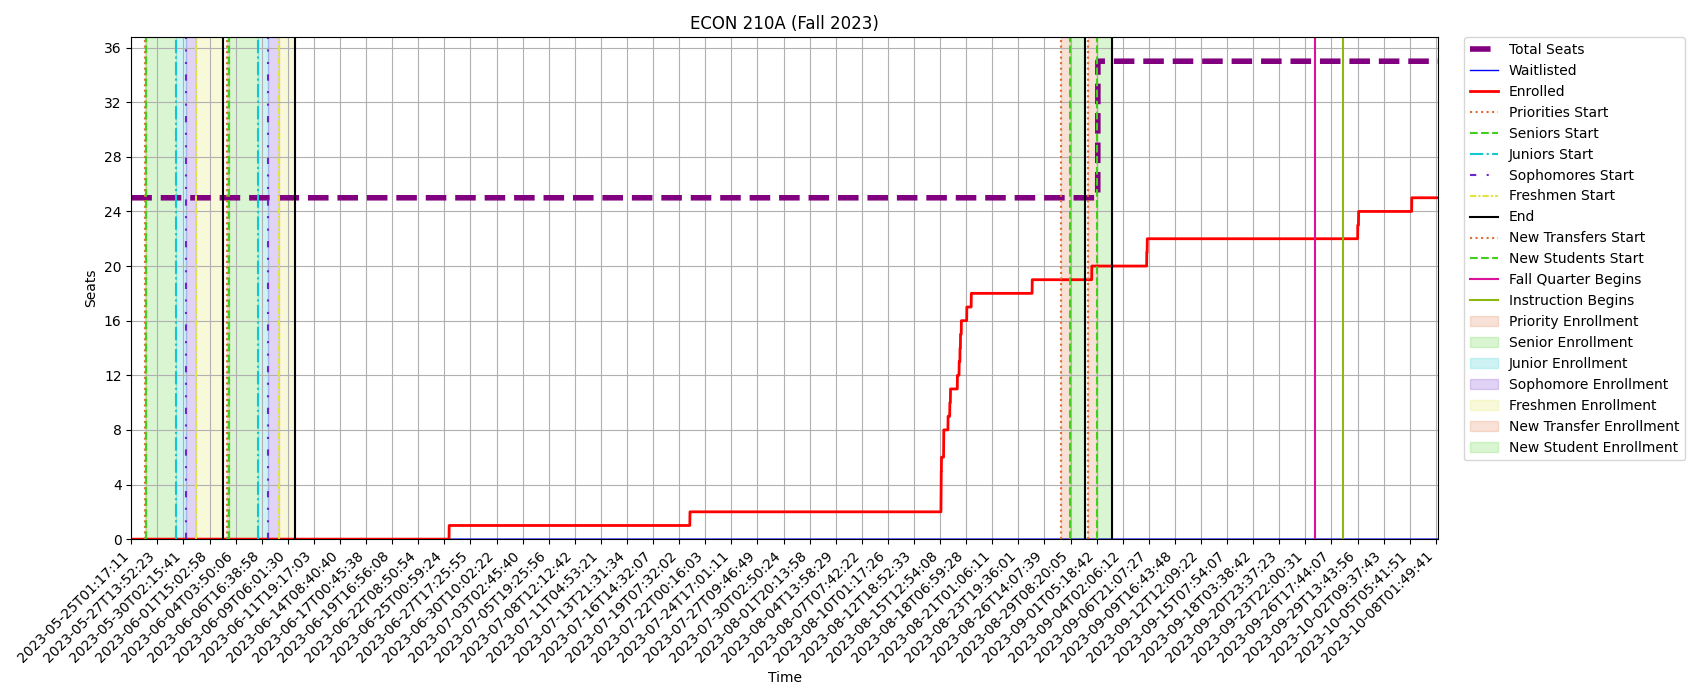 ECON 210A (Fall 2023)
36
32
28
24
20
16
12
8
4
0
Seats
2023-05-25T01:17:11
2023-05-27T13:52:23
2023-05-30T02:15:41
2023-06-01T15:02:58
2023-06-04T03:50:06
2023-06-06T16:38:58
2023-06-09T06:01:30
2023-06-11T19:17:03
2023-06-14T08:40:40
2023-06-17T00:45:38
2023-06-19T16:56:08
2023-06-22T08:50:54
2023-06-25T00:59:24
2023-06-27T17:25:55
2023-06-30T10:02:22
2023-07-03T02:45:40
2023-07-05T19:25:56
2023-07-08T12:12:42
2023-07-11T04:53:21
2023-07-13T21:31:34
2023-07-16T14:32:07
2023-07-19T07:32:02
2023-07-22T00:16:03
2023-07-24T17:01:11
2023-07-27T09:46:49
2023-07-30T02:50:24
2023-08-01T20:13:58
2023-08-04T13:58:29
2023-08-07T07:42:22
2023-08-10T01:17:26
2023-08-12T18:52:33
2023-08-15T12:54:08
2023-08-18T06:59:28
2023-08-21T01:06:11
2023-08-23T19:36:01
2023-08-26T14:07:39
2023-08-29T08:20:05
2023-09-01T05:18:42
2023-09-04T02:06:12
2023-09-06T21:07:27
2023-09-09T16:43:48
2023-09-12T12:09:22
2023-09-15T07:54:07
2023-09-18T03:38:42
2023-09-20T23:37:23
2023-09-23T22:00:31
2023-09-26T17:44:07
2023-09-29T13:43:56
2023-10-02T09:37:43
2023-10-05T05:41:51
2023-10-08T01:49:41
Time
Total Seats
Waitlisted
Enrolled
Priorities Start
Seniors Start
Juniors Start
Sophomores Start
Freshmen Start
End
New Transfers Start
New Students Start
Fall Quarter Begins
Instruction Begins
Priority Enrollment
Senior Enrollment
Junior Enrollment
Sophomore Enrollment
Freshmen Enrollment
New Transfer Enrollment
New Student Enrollment